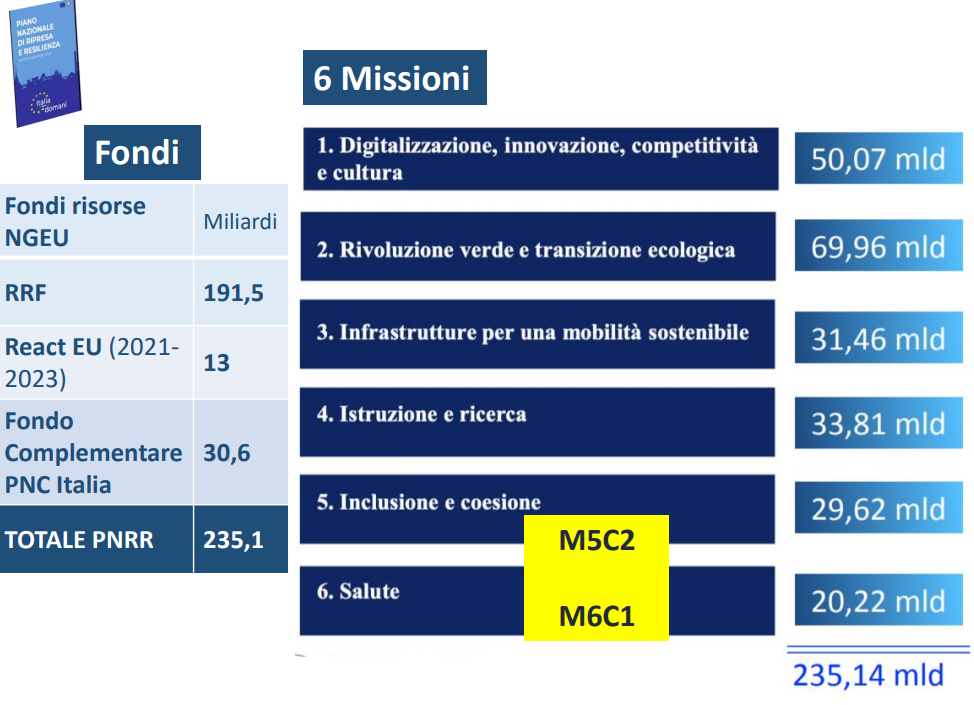 PIANO
NAZIONALE
DI RIPRESA
E RESILIENZA
Italia
domani
6 Missioni
Fondi
Fondi risorse
NGEU
Miliardi
RRF
191,5
React EU (2021-
2023)
13
Fondo
Complementare
PNC Italia
30,6
TOTALE PNRR
235,1
1. Digitalizzazione, innovazione, competitività
e cultura
50,07 mld
2. Rivoluzione verde e transizione ecologica
69,96 mld
3. Infrastrutture per una mobilità sostenibile
31,46 mld
4. Istruzione e ricerca
33,81 mld
5. Inclusione e coesione
29,62 mld
M5C2
6. Salute
M6C1
20,22 mld
235,14 mld